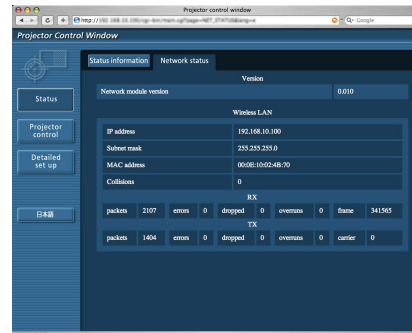 Projector control window
Google
Projector Control Window
Status information Network status
Version
Network module version 0.010
Wireless LAN
IP address 192.168.10.100
Subnet mask 255.255.255.0
MAC address 00:0E:10:02:4B:70
Collisions 0
RX
packets 2107 errors 0 dropped 0 overruns 0 frame 341565
TX
packets 1404 errors 0 dropped 0 overruns 0 carrier 0
Status
Projector
control
Detailed
set up
日本語